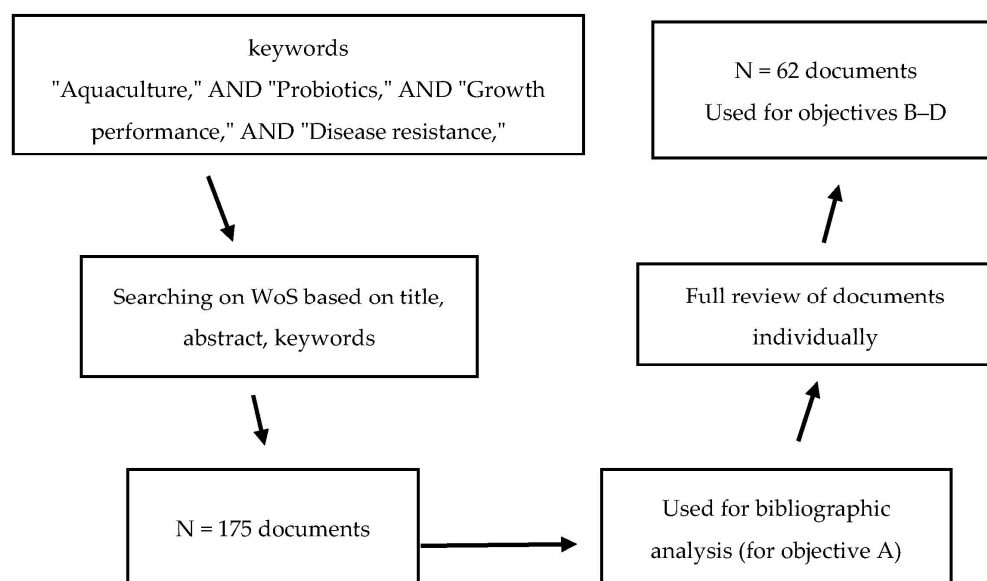 keywords
"Aquaculture," AND "Probiotics," AND "Growth
performance," AND "Disease resistance,"
Searching on WoS based on title,
abstract, keywords
N = 175 documents
Used for bibliographic
analysis (for objective A)
Full review of documents
individually
N = 62 documents
Used for objectives B–D